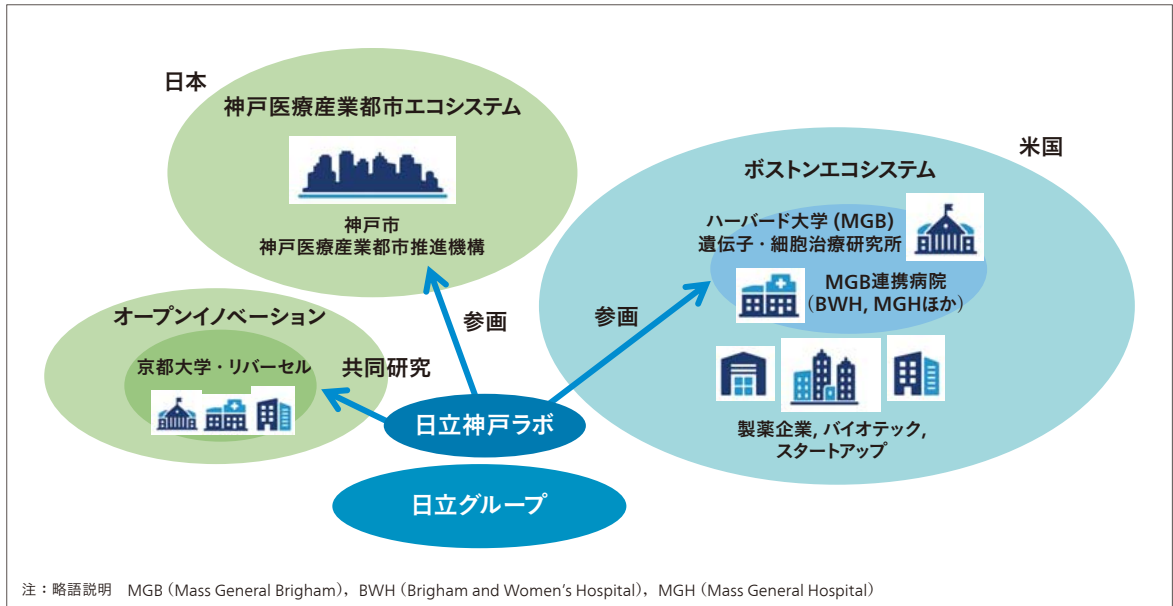 日本
神戸医療産業都市エコシステム
神戸市
神戸医療産業都市推進機構
米国
ボストンエコシステム
ハーバード大学 (MGB)
遺伝子・細胞治療研究所
MGB連携病院
(BWH, MGHほか)
製薬企業, バイオテック,
スタートアップ
オープンイノベーション
京都大学・リバーセル
共同研究
参画
参画
日立神戸ラボ
日立グループ
注：略語説明　MGB (Mass General Brigham), BWH (Brigham and Women's Hospital), MGH (Mass General Hospital)